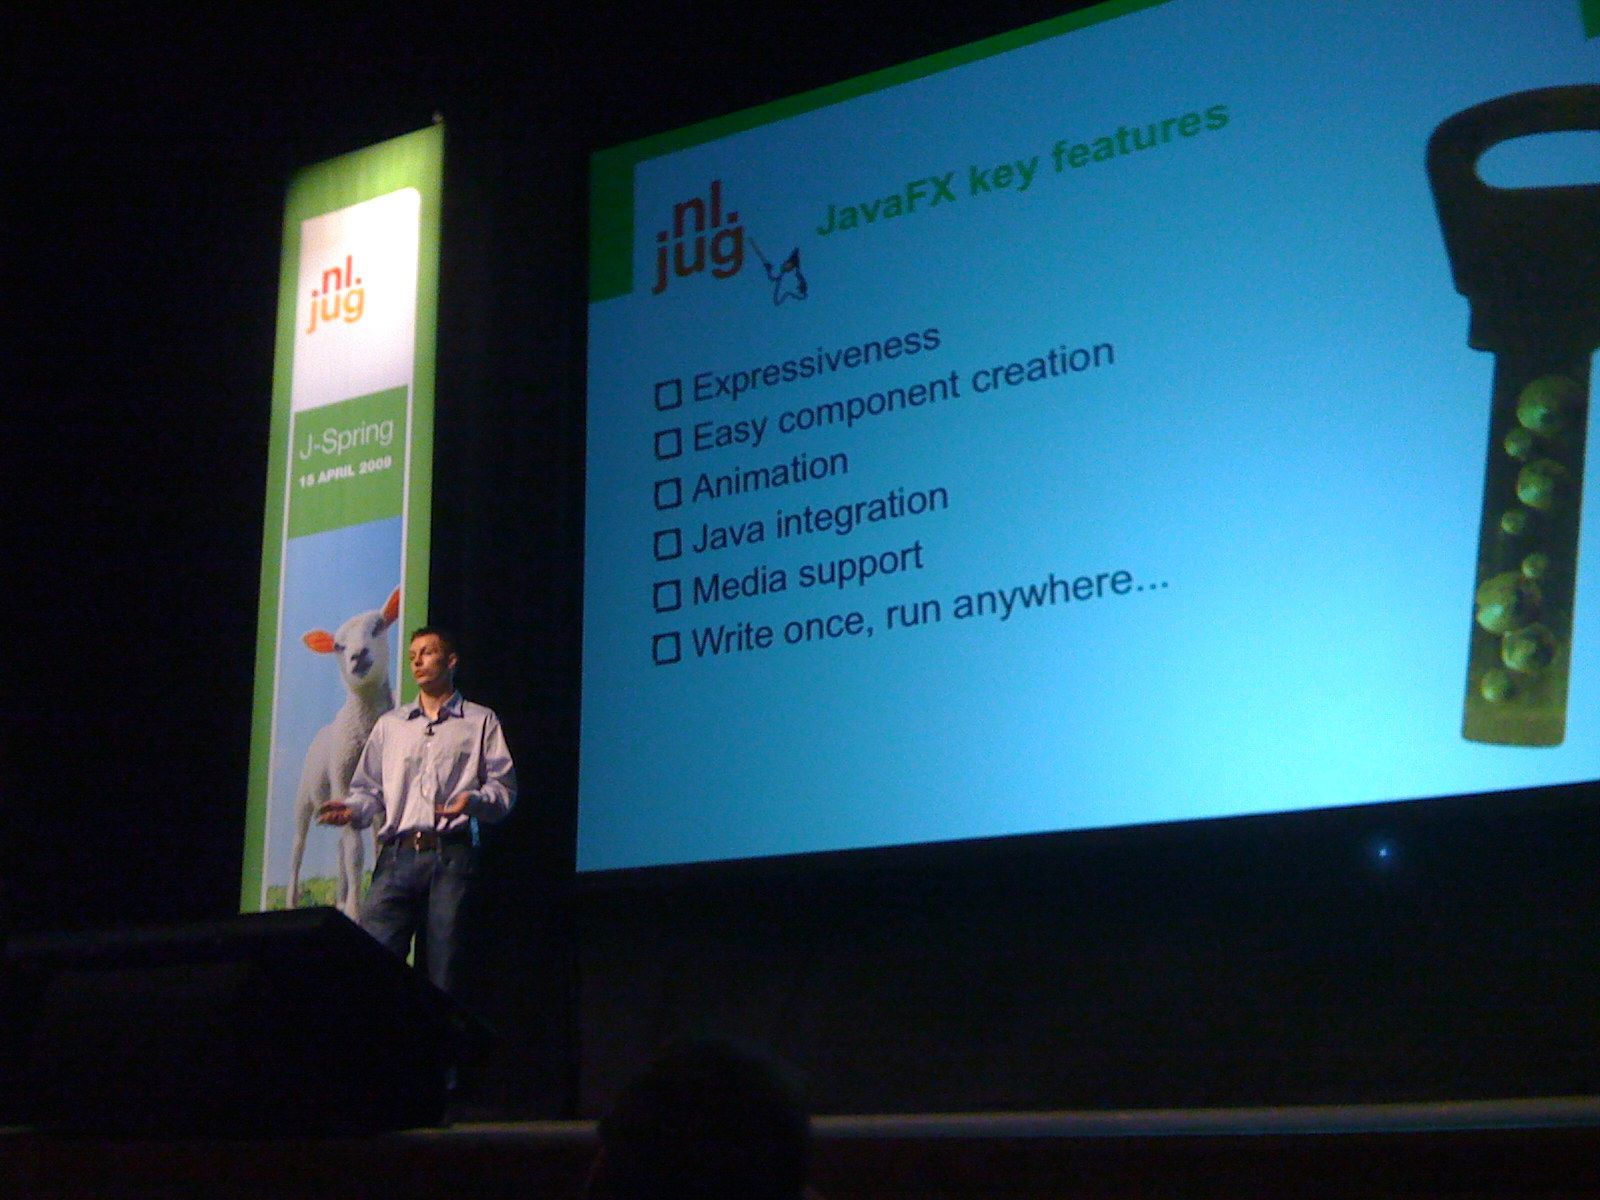 .nl.
jug
J-Spring
15 APRIL 2009
.nl.
jug
JavaFX key features
Expressiveness
Easy component creation
Animation
Java integration
Media support
Write once, run anywhere...